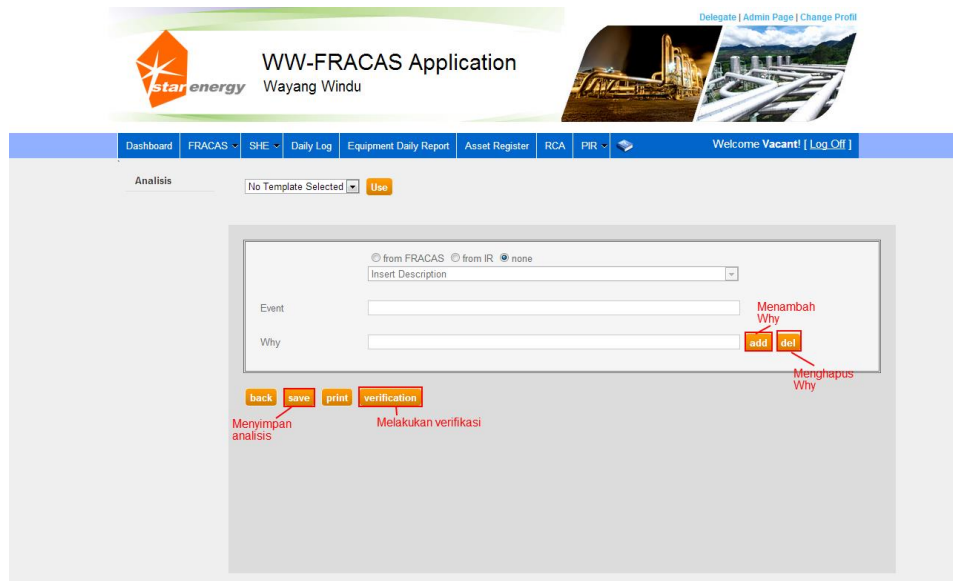 Delegate | Admin Page | Change Profil
star energy
WW-FRACAS Application
Wayang Windu
Dashboard FRACAS SHE Daily Log Equipment Daily Report Asset Register RCA PIR Welcome Vacant! [ Log Off ]
Analisis
No Template Selected Use
from FRACAS from IR none
Insert Description
Event
Menambah
Why
Why
add del
Menghapus
Why
back save print verification
Menyimpan
analisis
Melakukan verifikasi